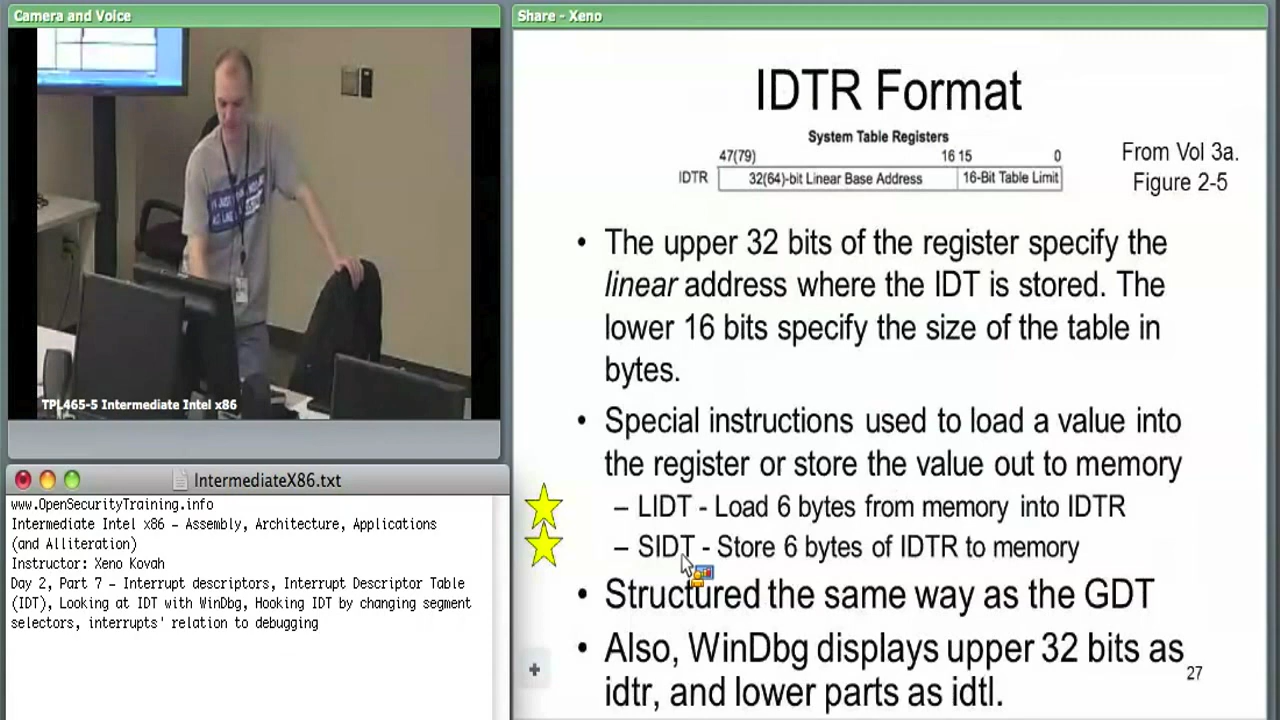 Camera and Voice
TPL465-5 Intermediate Intel x86
IntermediateX86.txt
www.OpenSecurityTraining.info
Intermediate Intel x86 – Assembly, Architecture, Applications
(and Alliteration)
Instructor: Xeno Kovah
Day 2, Part 7 – Interrupt descriptors, Interrupt Descriptor Table
(IDT), Looking at IDT with WinDbg, Hooking IDT by changing segment
selectors, interrupts' relation to debugging
Share - Xeno
IDTR Format
System Table Registers
47(79) 16 15 0
IDTR 32(64)-bit Linear Base Address 16-Bit Table Limit
From Vol 3a.
Figure 2-5
• The upper 32 bits of the register specify the
linear address where the IDT is stored. The
lower 16 bits specify the size of the table in
bytes.
• Special instructions used to load a value into
the register or store the value out to memory
– LIDT - Load 6 bytes from memory into IDTR
– SIDT - Store 6 bytes of IDTR to memory
• Structured the same way as the GDT
• Also, WinDbg displays upper 32 bits as
idtr, and lower parts as idtl.
27